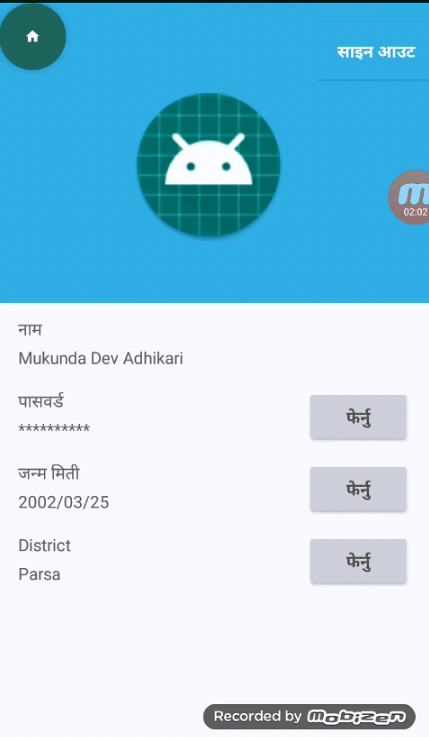 साइन आउट
02:02
नाम
Mukunda Dev Adhikari
पासवर्ड
**********
फेर्नु
जन्म मिती
2002/03/25
फेर्नु
District
Parsa
फेर्नु
Recorded by mobizen